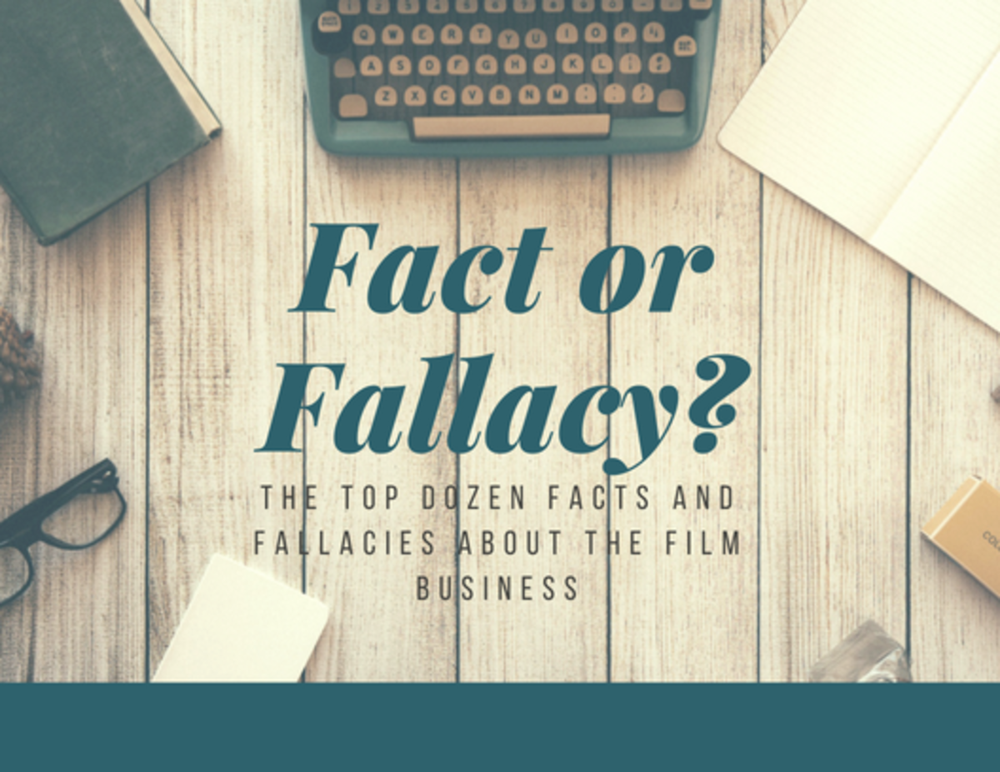 Q W E R T Y U I O P
A S D F G H J K L
Z X C V B N M
Fact or
Fallacy?
THE TOP DOZEN FACTS AND
FALLACIES ABOUT THE FILM
BUSINESS